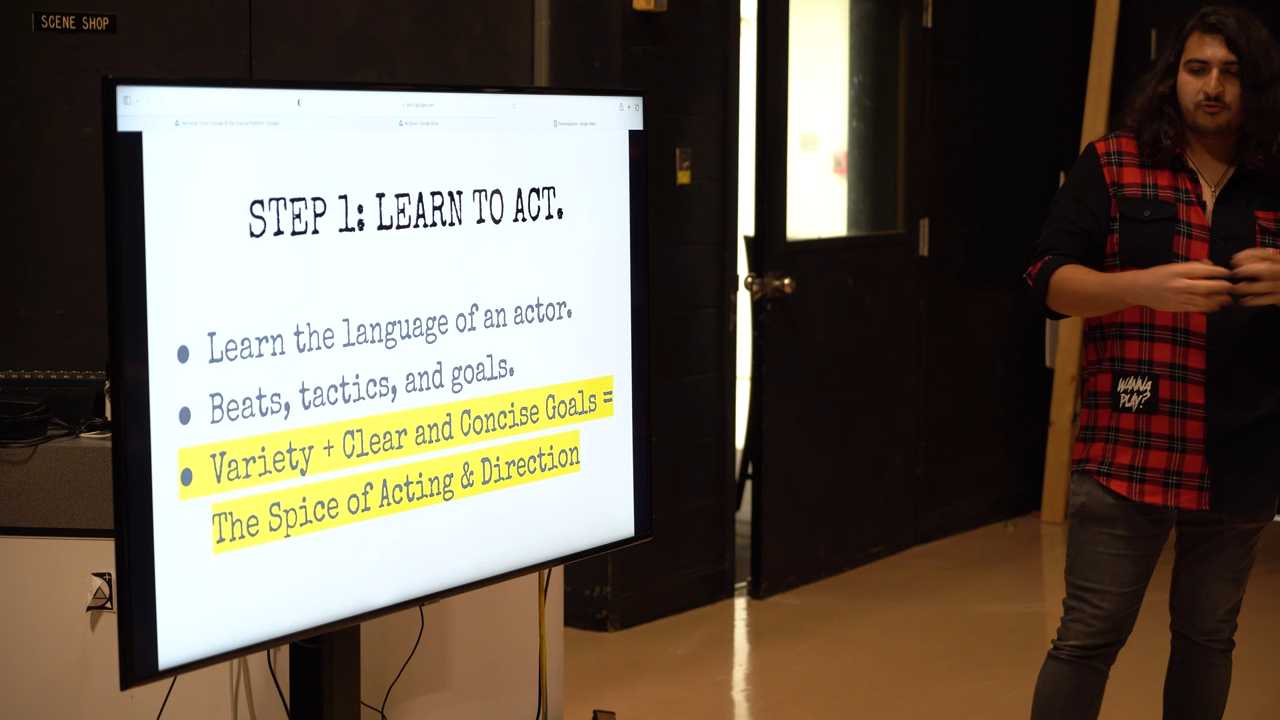 SCENE SHOP
STEP 1: LEARN TO ACT.
Learn the language of an actor.
Beats, tactics, and goals.
Variety + Clear and Concise Goals =
The Spice of Acting & Direction
WANNA
PLAY?